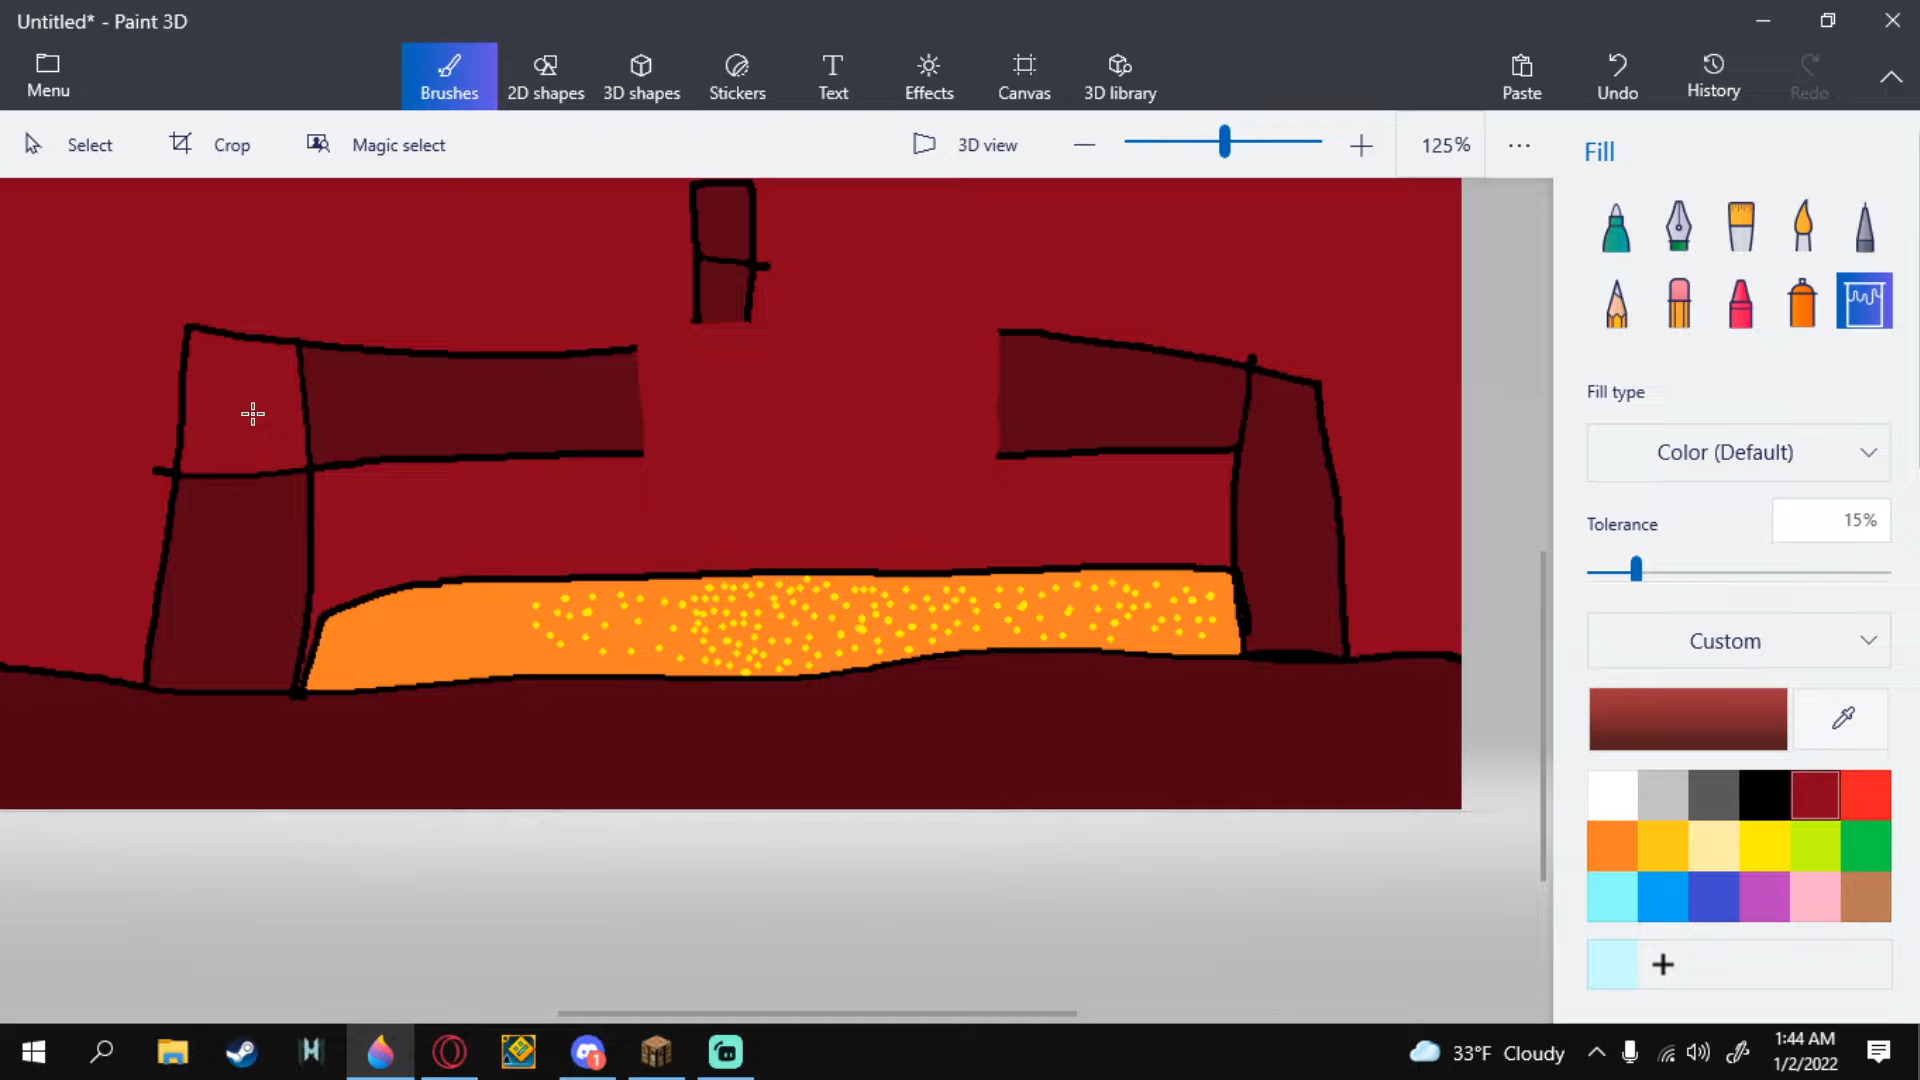 Untitled* - Paint 3D
Menu
Brushes
2D shapes
3D shapes
Stickers
Text
Effects
Canvas
3D library
Paste
Undo
History
Redo
Select
Crop
Magic select
3D view
125%
Fill
Fill type
Color (Default)
Tolerance
15%
Custom
1
33°F Cloudy
1:44 AM
1/2/2022